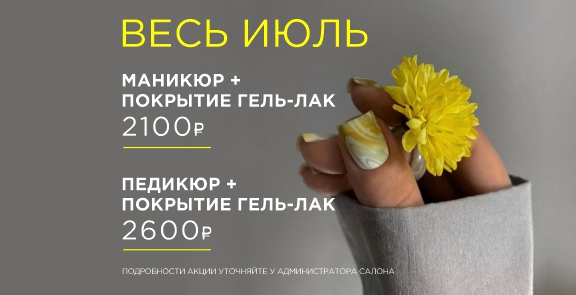 ВЕСЬ ИЮЛЬ
МАНИКЮР +
ПОКРЫТИЕ ГЕЛЬ-ЛАК
2100₽
ПЕДИКЮР +
ПОКРЫТИЕ ГЕЛЬ-ЛАК
2600₽
ПОДРОБНОСТИ АКЦИИ УТОЧНЯЙТЕ У АДМИНИСТРАТОРА САЛОНА